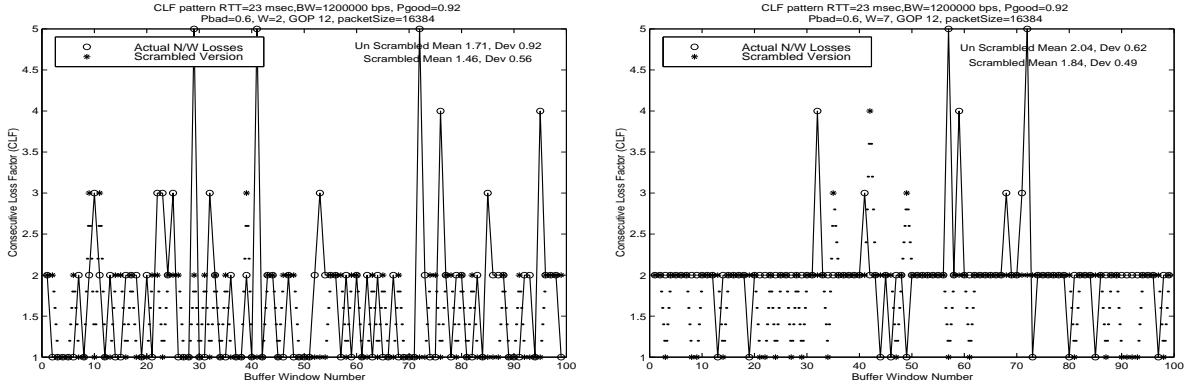 CLF pattern RTT=23 msec,BW=1200000 bps, Pgood=0.92
Pbad=0.6, W=2, GOP 12, packetSize=16384
Actual N/W Losses
Scrambled Version
Un Scrambled Mean 1.71, Dev 0.92
Scrambled Mean 1.46, Dev 0.56
Consecutive Loss Factor (CLF)
5
4.5
4
3.5
3
2.5
2
1.5
1
0
10
20
30
40
50
60
70
80
90
100
Buffer Window Number
CLF pattern RTT=23 msec,BW=1200000 bps, Pgood=0.92
Pbad=0.6, W=7, GOP 12, packetSize=16384
Actual N/W Losses
Scrambled Version
Un Scrambled Mean 2.04, Dev 0.62
Scrambled Mean 1.84, Dev 0.49
Consecutive Loss Factor (CLF)
5
4.5
4
3.5
3
2.5
2
1.5
1
0
10
20
30
40
50
60
70
80
90
100
Buffer Window Number